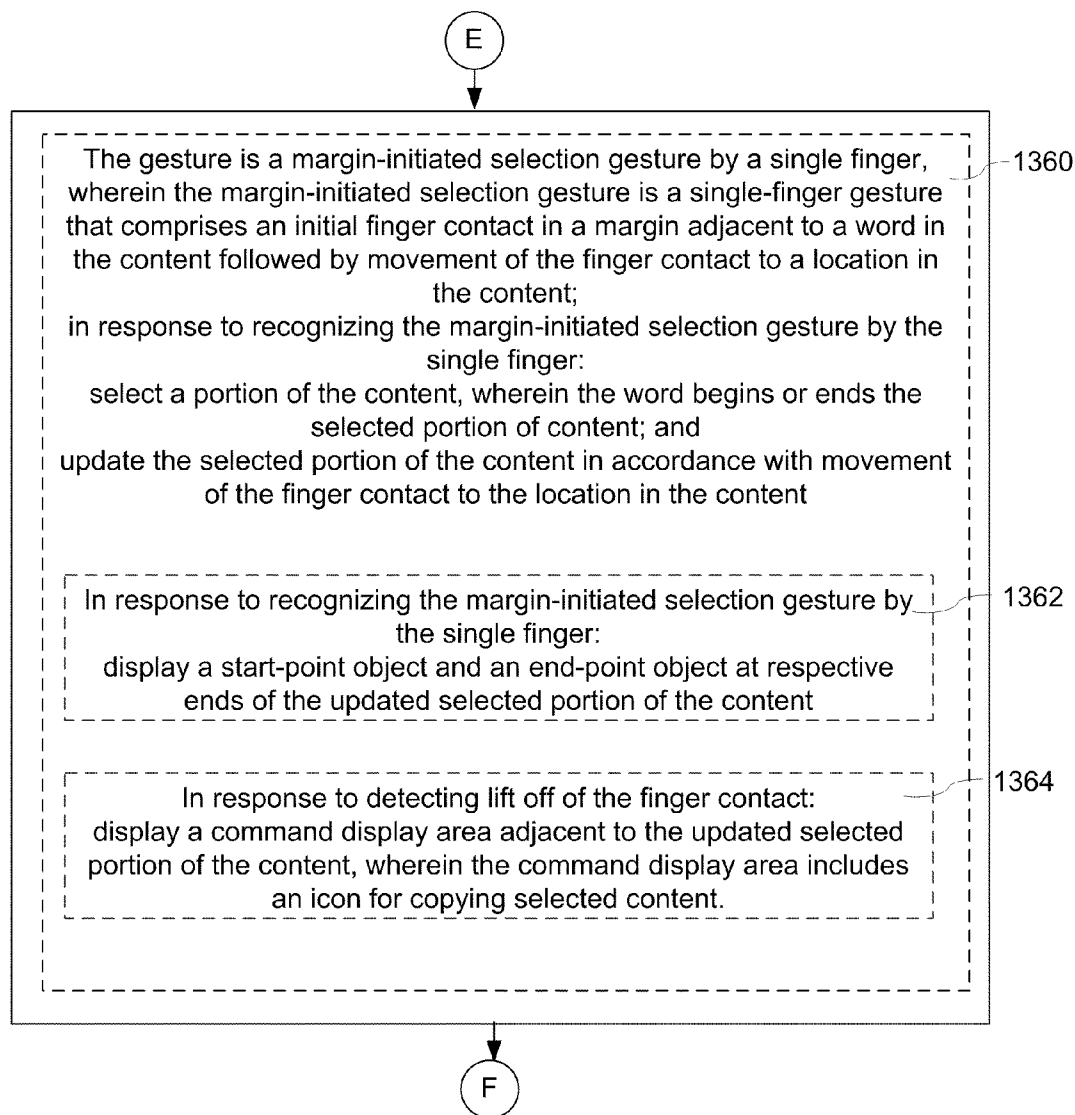 E
The gesture is a margin-initiated selection gesture by a single finger,
wherein the margin-initiated selection gesture is a single-finger gesture
that comprises an initial finger contact in a margin adjacent to a word in
the content followed by movement of the finger contact to a location in
the content;
in response to recognizing the margin-initiated selection gesture by the
single finger:
select a portion of the content, wherein the word begins or ends the
selected portion of content; and
update the selected portion of the content in accordance with movement
of the finger contact to the location in the content
1360
In response to recognizing the margin-initiated selection gesture by
the single finger:
display a start-point object and an end-point object at respective
ends of the updated selected portion of the content
1362
In response to detecting lift off of the finger contact:
display a command display area adjacent to the updated selected
portion of the content, wherein the command display area includes
an icon for copying selected content.
1364
F